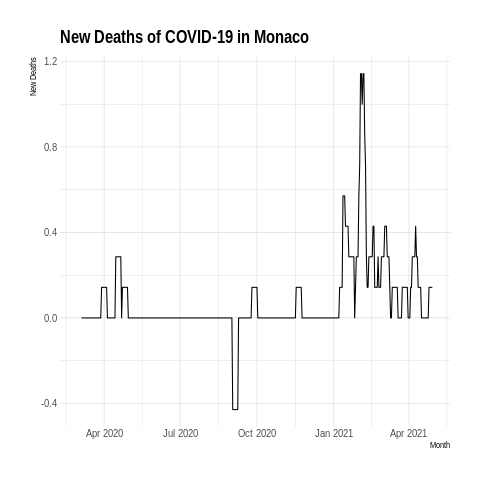 New Deaths of COVID-19 in Monaco
New Deaths
1.2
0.8
0.4
0.0
-0.4
Apr 2020 Jul 2020 Oct 2020 Jan 2021 Apr 2021
Month